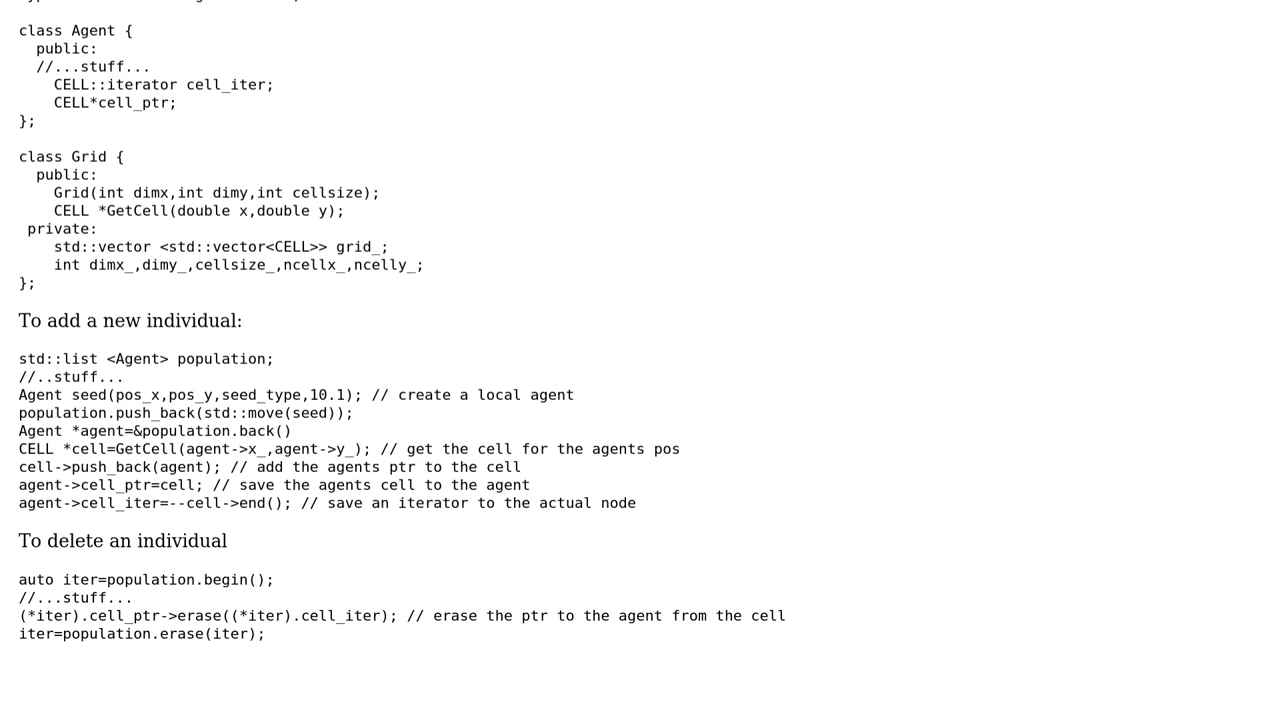 class Agent {
  public:
  //...stuff...
    CELL::iterator cell_iter;
    CELL*cell_ptr;
};
class Grid {
  public:
    Grid(int dimx,int dimy,int cellsize);
    CELL *GetCell(double x,double y);
 private:
    std::vector <std::vector<CELL>> grid_;
    int dimx_,dimy_,cellsize_,ncellx_,ncelly_;
};
To add a new individual:
std::list <Agent> population;
//..stuff...
Agent seed(pos_x,pos_y,seed_type,10.1); // create a local agent
population.push_back(std::move(seed));
Agent *agent=&population.back()
CELL *cell=GetCell(agent->x_,agent->y_); // get the cell for the agents pos
cell->push_back(agent); // add the agents ptr to the cell
agent->cell_ptr=cell; // save the agents cell to the agent
agent->cell_iter=--cell->end(); // save an iterator to the actual node
To delete an individual
auto iter=population.begin();
//...stuff...
(*iter).cell_ptr->erase((*iter).cell_iter); // erase the ptr to the agent from the cell
iter=population.erase(iter);